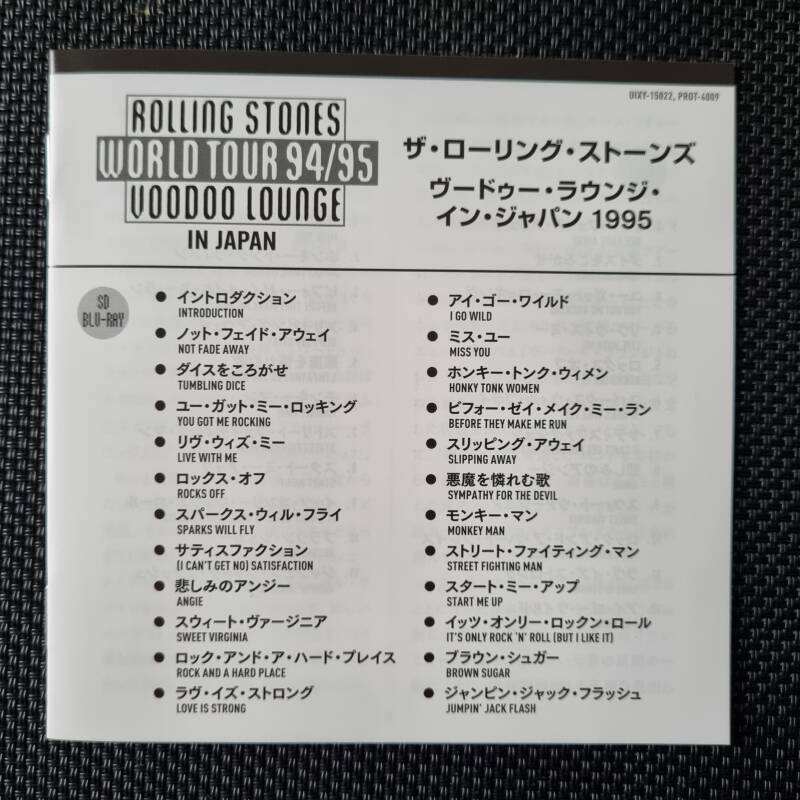 UIXY-15022, PROT-4009
ROLLING STONES
WORLD TOUR 94/95
VOODOO LOUNGE
IN JAPAN
ザ・ローリング・ストーンズ
ヴードゥー・ラウンジ・
イン・ジャパン 1995
SD
BLU-RAY
● イントロダクション
INTRODUCTION
● ノット・フェイド・アウェイ
NOT FADE AWAY
● ダイスをころがせ
TUMBLING DICE
● ユー・ガット・ミー・ロッキング
YOU GOT ME ROCKING
● リヴ・ウィズ・ミー
LIVE WITH ME
● ロックス・オフ
ROCKS OFF
● スパークス・ウィル・フライ
SPARKS WILL FLY
● サティスファクション
(I CAN'T GET NO) SATISFACTION
● 悲しみのアンジー
ANGIE
● スウィート・ヴァージニア
SWEET VIRGINIA
● ロック・アンド・ア・ハード・プレイス
ROCK AND A HARD PLACE
● ラヴ・イズ・ストロング
LOVE IS STRONG
● アイ・ゴー・ワイルド
I GO WILD
● ミス・ユー
MISS YOU
● ホンキー・トンク・ウィメン
HONKY TONK WOMEN
● ビフォー・ゼイ・メイク・ミー・ラン
BEFORE THEY MAKE ME RUN
● スリッピング・アウェイ
SLIPPING AWAY
● 悪魔を憐れむ歌
SYMPATHY FOR THE DEVIL
● モンキー・マン
MONKEY MAN
● ストリート・ファイティング・マン
STREET FIGHTING MAN
● スタート・ミー・アップ
START ME UP
● イッツ・オンリー・ロックン・ロール
IT'S ONLY ROCK 'N' ROLL (BUT I LIKE IT)
● ブラウン・シュガー
BROWN SUGAR
● ジャンピン・ジャック・フラッシュ
JUMPIN' JACK FLASH